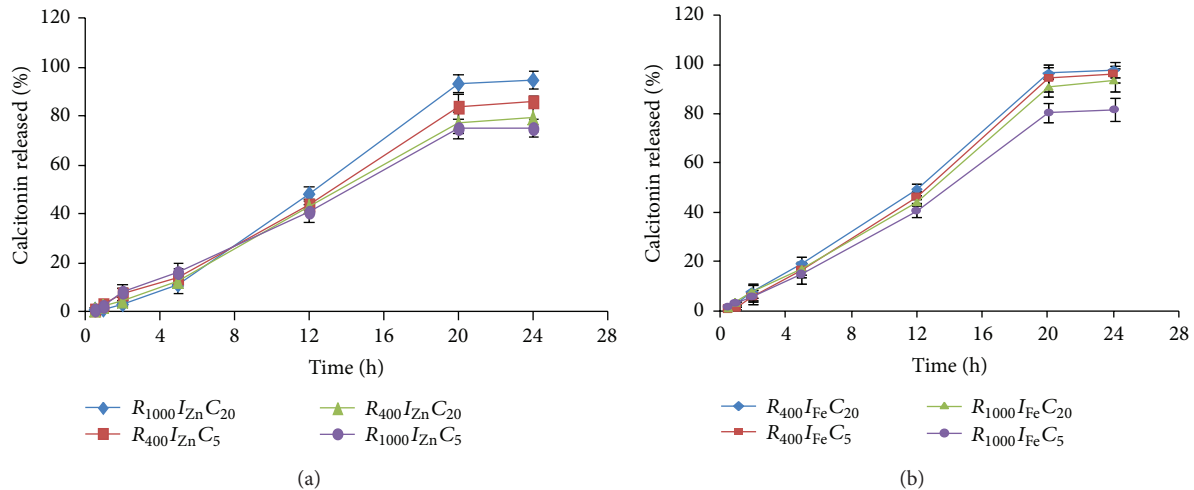 120
100
80
60
40
20
0
Calcitonin released (%)
0 4 8 12 16 20 24 28
Time (h)
R1000IZnC20
R400IZnC20
R400IZnC5
R1000IZnC5
(a)
120
100
80
60
40
20
0
Calcitonin released (%)
0 4 8 12 16 20 24 28
Time (h)
R400IFeC20
R1000IFeC20
R400IFeC5
R1000IFeC5
(b)